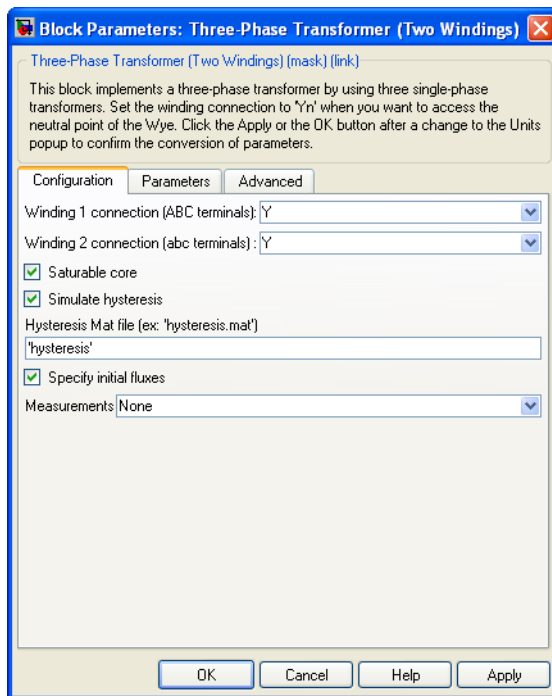 Block Parameters: Three-Phase Transformer (Two Windings)
Three-Phase Transformer (Two Windings) (mask) (link)
This block implements a three-phase transformer by using three single-phase
transformers. Set the winding connection to 'Yn' when you want to access the
neutral point of the Wye. Click the Apply or the OK button after a change to the Units
popup to confirm the conversion of parameters.
Configuration Parameters Advanced
Winding 1 connection (ABC terminals): Y
Winding 2 connection (abc terminals) : Y
Saturable core
Simulate hysteresis
Hysteresis Mat file (ex: 'hysteresis.mat')
'hysteresis'
Specify initial fluxes
Measurements None
OK Cancel Help Apply